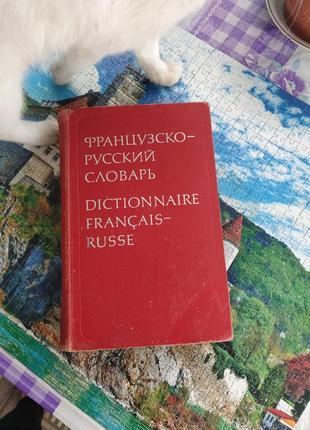 ФРАНЦУЗСКО–
РУССКИЙ
СЛОВАРЬ
DICTIONNAIRE
FRANÇAIS–
RUSSE